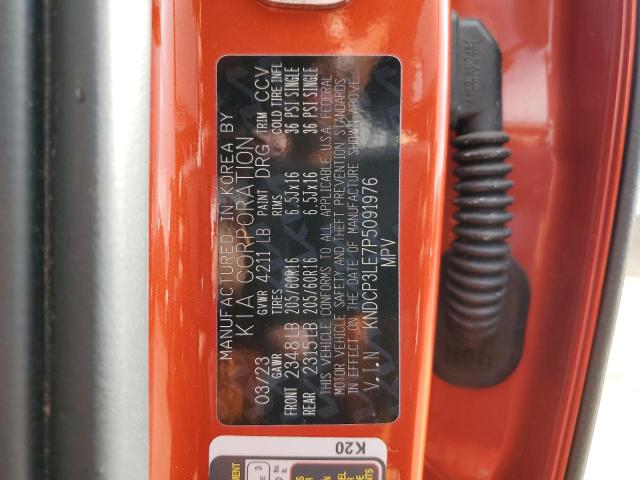 MANUFACTURED IN KOREA BY
KIA CORPORATION
03/23 GVWR 4211 LB PAINT DRG TRIM CCV
GAWR TIRES RIMS COLD TIRE INFL
FRONT 2348 LB 205/60R16 6.5Jx16 36 PSI SINGLE
REAR 2315 LB 205/60R16 6.5Jx16 36 PSI SINGLE
THIS VEHICLE CONFORMS TO ALL APPLICABLE U.S.A. FEDERAL
MOTOR VEHICLE SAFETY AND THEFT PREVENTION STANDARDS
IN EFFECT ON THE DATE OF MANUFACTURE SHOWN ABOVE.
V.I.N KNDCP3LE7P5091976
MPV
K20